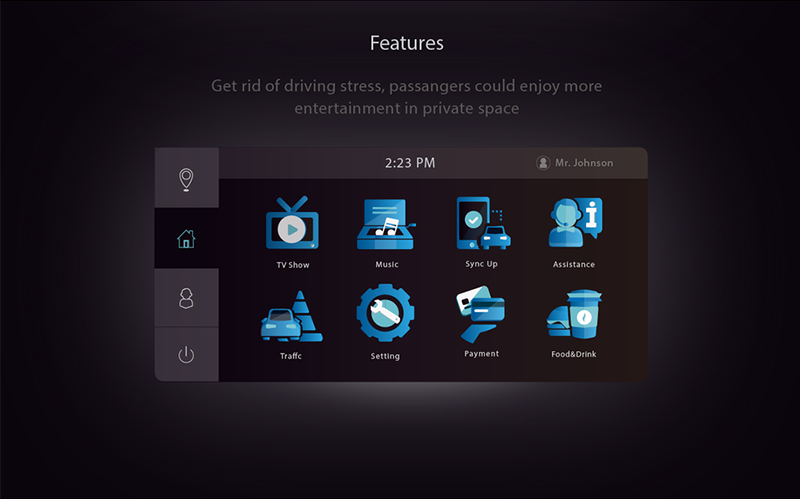 Features
Get rid of driving stress, passangers could enjoy more
entertainment in private space
2:23 PM
Mr. Johnson
TV Show
Music
Sync Up
Assistance
Traffc
Setting
Payment
Food&Drink